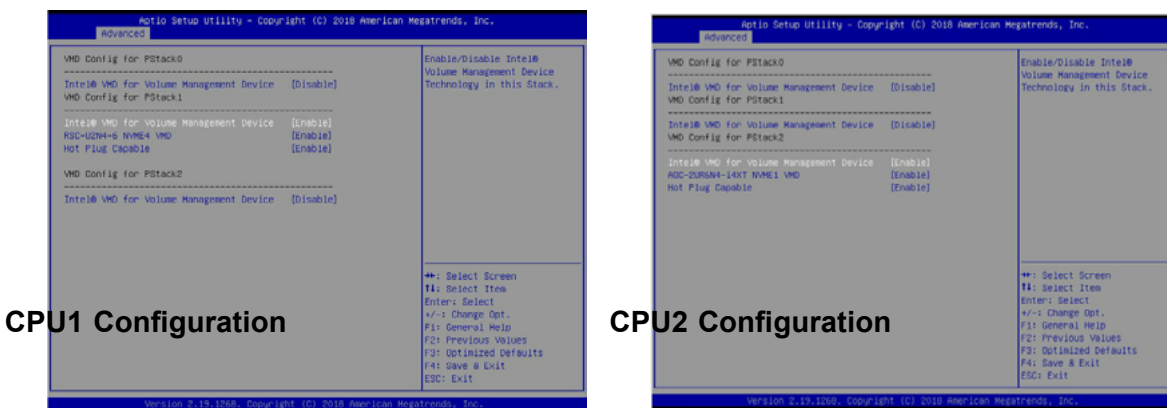 Aptio Setup Utility - Copyright (C) 2018 American Megatrends, Inc.
Advanced
VMD Config for PStack0
Intel® VMD for Volume Management Device [Disable]
VMD Config for PStack1
Intel® VMD for Volume Management Device [Enable]
RSC-U2N4-6 NVME4 VMD [Enable]
Hot Plug Capable [Enable]
VMD Config for PStack2
Intel® VMD for Volume Management Device [Disable]
Enable/Disable Intel®
Volume Management Device
Technology in this Stack.
: Select Screen
↑↓: Select Item
Enter: Select
+/-: Change Opt.
F1: General Help
F2: Previous Values
F3: Optimized Defaults
F4: Save & Exit
ESC: Exit
CPU1 Configuration
Version 2.19.1268. Copyright (C) 2018 American Megatrends, Inc.
Aptio Setup Utility - Copyright (C) 2018 American Megatrends, Inc.
Advanced
VMD Config for PStack0
Intel® VMD for Volume Management Device [Disable]
VMD Config for PStack1
Intel® VMD for Volume Management Device [Disable]
VMD Config for PStack2
Intel® VMD for Volume Management Device [Enable]
AOC-2UR6N4-i4XT NVME1 VMD [Enable]
Hot Plug Capable [Enable]
Enable/Disable Intel®
Volume Management Device
Technology in this Stack.
: Select Screen
↑↓: Select Item
Enter: Select
+/-: Change Opt.
F1: General Help
F2: Previous Values
F3: Optimized Defaults
F4: Save & Exit
ESC: Exit
CPU2 Configuration
Version 2.19.1268. Copyright (C) 2018 American Megatrends, Inc.